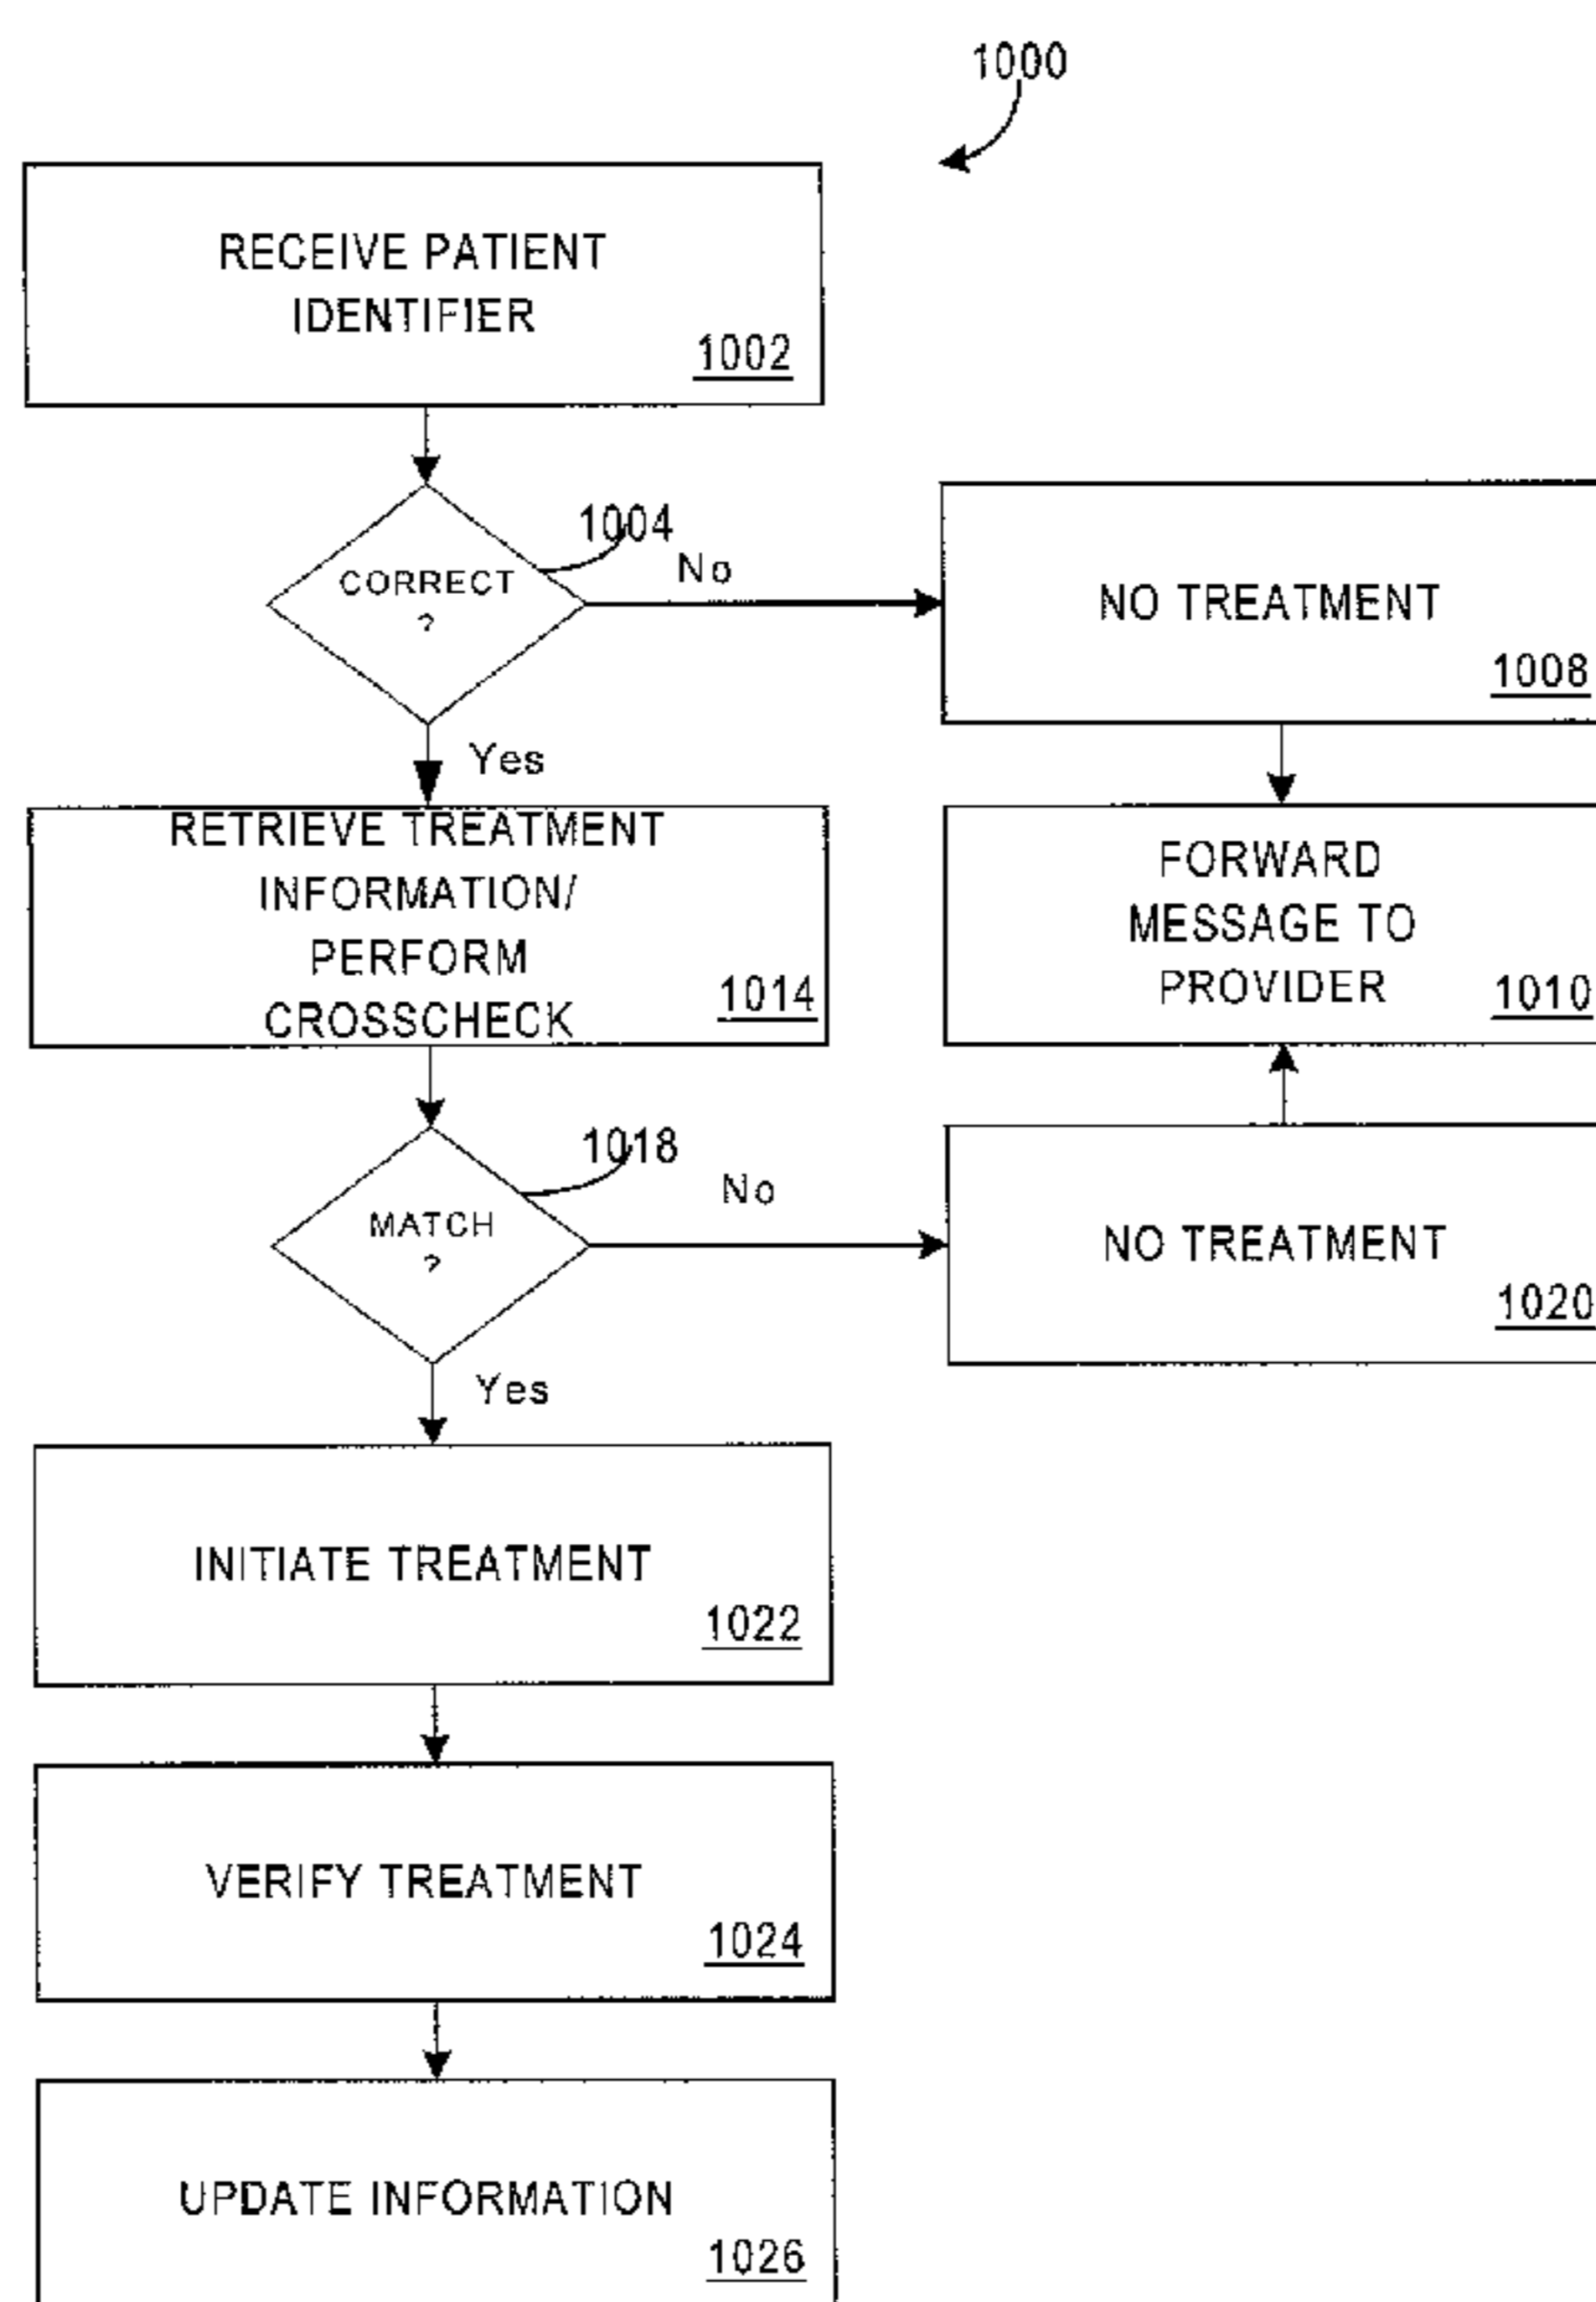 1000
RECEIVE PATIENT
IDENTIFIER
1002
1004
CORRECT
?
No
NO TREATMENT
1008
Yes
RETRIEVE TREATMENT
INFORMATION/
PERFORM
CROSSCHECK
1014
FORWARD
MESSAGE TO
PROVIDER
1010
1018
MATCH
?
No
NO TREATMENT
1020
Yes
INITIATE TREATMENT
1022
VERIFY TREATMENT
1024
UPDATE INFORMATION
1026